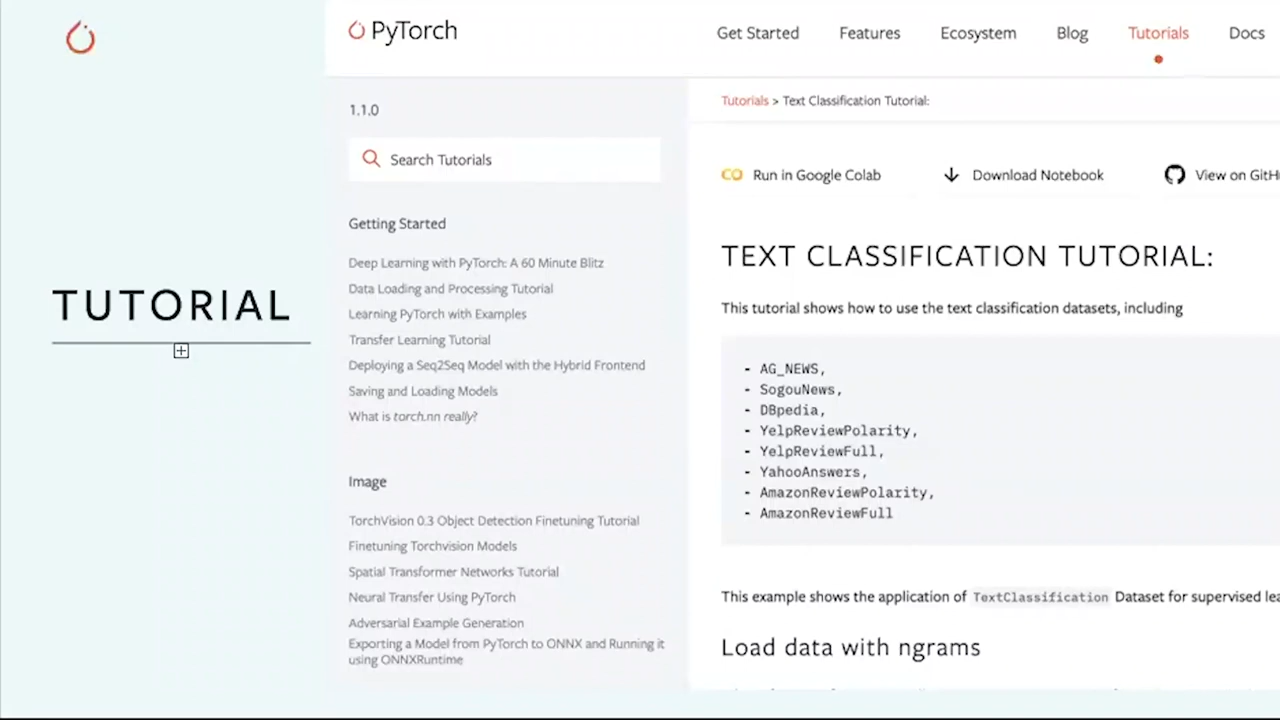 TUTORIAL
PyTorch
Get Started Features Ecosystem Blog Tutorials Docs
1.1.0
Search Tutorials
Getting Started
Deep Learning with PyTorch: A 60 Minute Blitz
Data Loading and Processing Tutorial
Learning PyTorch with Examples
Transfer Learning Tutorial
Deploying a Seq2Seq Model with the Hybrid Frontend
Saving and Loading Models
What is torch.nn really?
Image
TorchVision 0.3 Object Detection Finetuning Tutorial
Finetuning Torchvision Models
Spatial Transformer Networks Tutorial
Neural Transfer Using PyTorch
Adversarial Example Generation
Exporting a Model from PyTorch to ONNX and Running it
using ONNXRuntime
Tutorials > Text Classification Tutorial:
Run in Google Colab Download Notebook View on GitH
TEXT CLASSIFICATION TUTORIAL:
This tutorial shows how to use the text classification datasets, including
- AG_NEWS,
- SogouNews,
- DBpedia,
- YelpReviewPolarity,
- YelpReviewFull,
- YahooAnswers,
- AmazonReviewPolarity,
- AmazonReviewFull
This example shows the application of TextClassification Dataset for supervised lea
Load data with ngrams